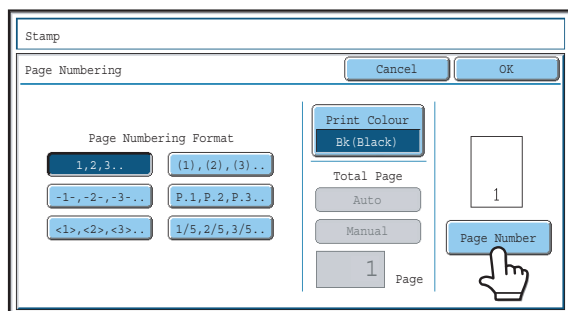 Stamp
Page Numbering
Cancel
OK
Page Numbering Format
1,2,3..
(1),(2),(3)..
-1-,-2-,-3-..
P.1,P.2,P.3..
<1>,<2>,<3>..
1/5,2/5,3/5..
Print Colour
Bk(Black)
Total Page
Auto
Manual
1 Page
1
Page Number